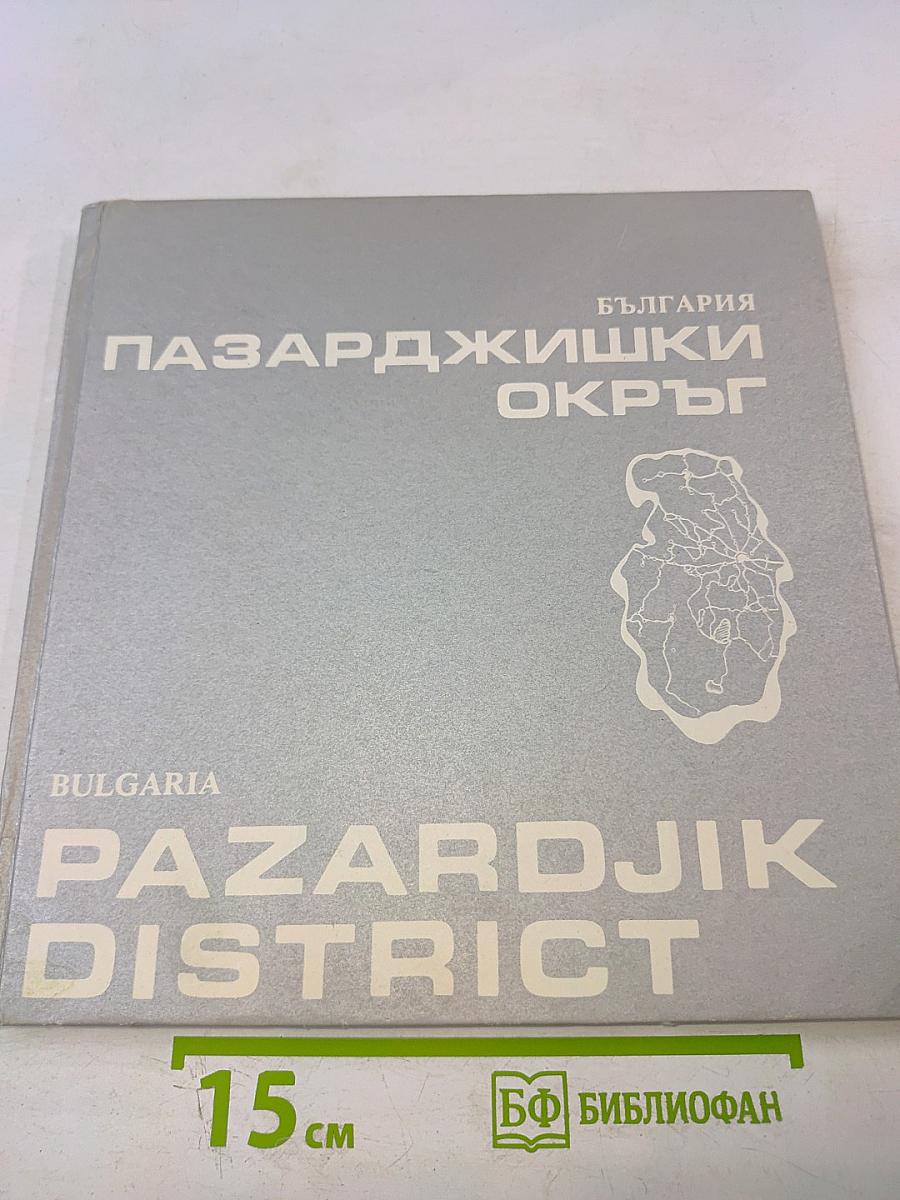 БЪЛГАРИЯ
ПАЗАРДЖИШКИ
ОКРЪГ
BULGARIA
PAZARDJIK
DISTRICT
15 см
БФ БИБЛИОФАН